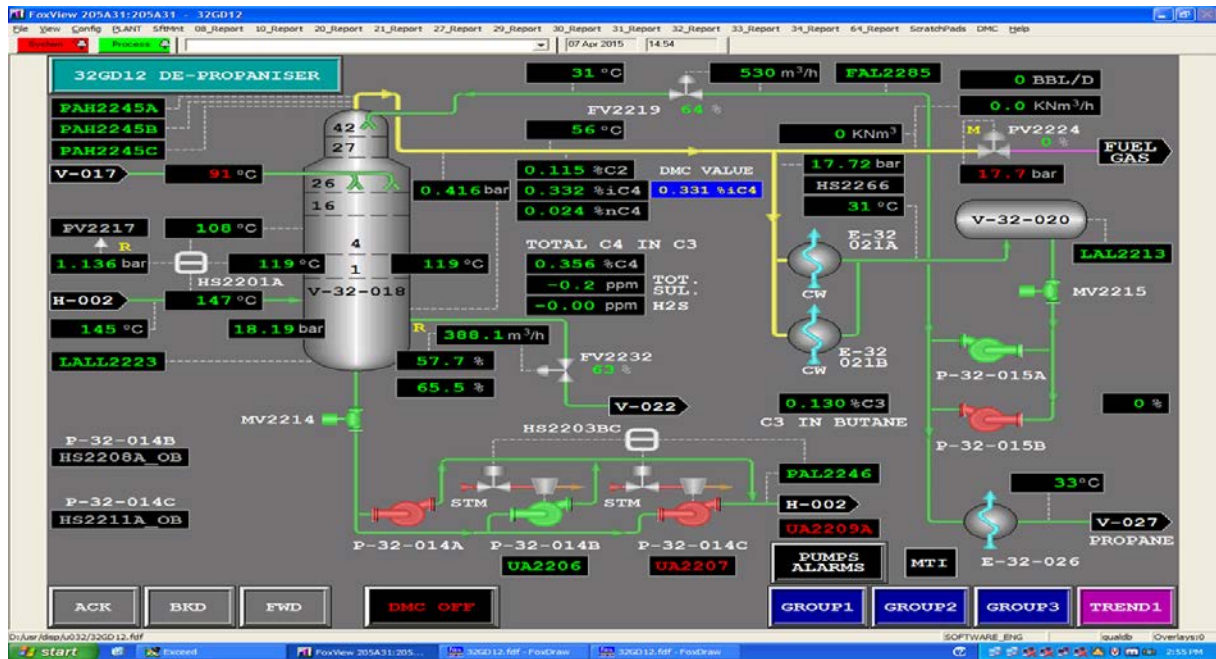 FoxView 205A31:205A31 - 32GD12
File View Config PLANT SftMnt 08_Report 10_Report 20_Report 21_Report 27_Report 29_Report 30_Report 31_Report 32_Report 33_Report 34_Report 64_Report ScratchPads DMC Help
System Process 07 Apr 2015 14:54
32GD12 DE-PROPANISER
31 °C
530 m³/h
FAL2285
0 BBL/D
PAH2245A
FV2219 64 %
0.0 KNm³/h
PAH2245B
42
56 °C
0 KNm³
M PV2224
0 %
PAH2245C
27
FUEL GAS
V-017
91 °C
26
0.416 bar
0.115 %C2
DMC VALUE
17.72 bar
17.7 bar
0.332 %iC4
0.331 %iC4
HS2266
16
0.024 %nC4
31 °C
V-32-020
PV2217
108 °C
E-32
021A
R
4
TOTAL C4 IN C3
LAL2213
1.136 bar
119 °C
1
119 °C
0.356 %C4
HS2201A
-0.2 ppm
TOT.
SUL.
V-32-018
CW
MV2215
H-002
147 °C
-0.00 ppm
H2S
145 °C
18.19 bar
R
388.1 m³/h
LALL2223
57.7 %
FV2232
63 %
CW
E-32
021B
P-32-015A
65.5 %
V-022
0.130 %C3
0 %
MV2214
HS2203BC
C3 IN BUTANE
P-32-014B
P-32-015B
HS2208A_OB
PAL2246
33°C
P-32-014C
STM
STM
H-002
HS2211A_OB
UA2209A
V-027
PROPANE
P-32-014A
P-32-014B
P-32-014C
PUMPS
ALARMS
MTI
E-32-026
UA2206
UA2207
ACK
BKD
FWD
DMC OFF
GROUP1
GROUP2
GROUP3
TREND1
D:/usr/disp/u032/32GD12.fdf
SOFTWARE_ENG
qualdb
Overlays:0
start
Exceed
FoxView 205A31:205...
32GD12.fdf - FoxDraw
32GD12.fdf - FoxDraw
2:55 PM